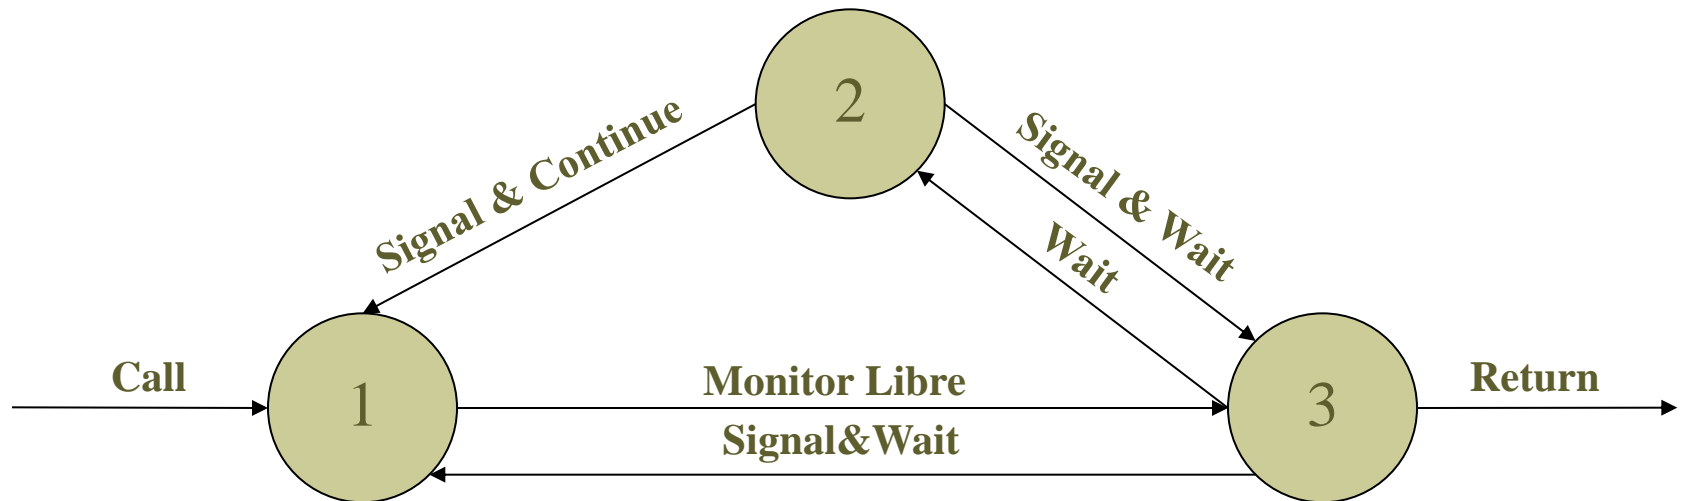 2
Signal & Continue
Signal & Wait
Wait
Call
1
Monitor Libre
3
Return
Signal&Wait